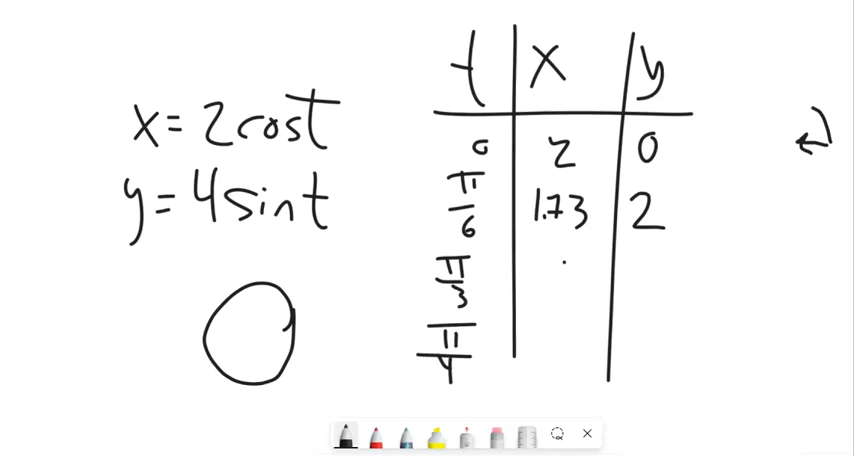 t x y
x = 2cost
0 2 0
y = 4sint
π/6 1.73 2
π/3
π/4